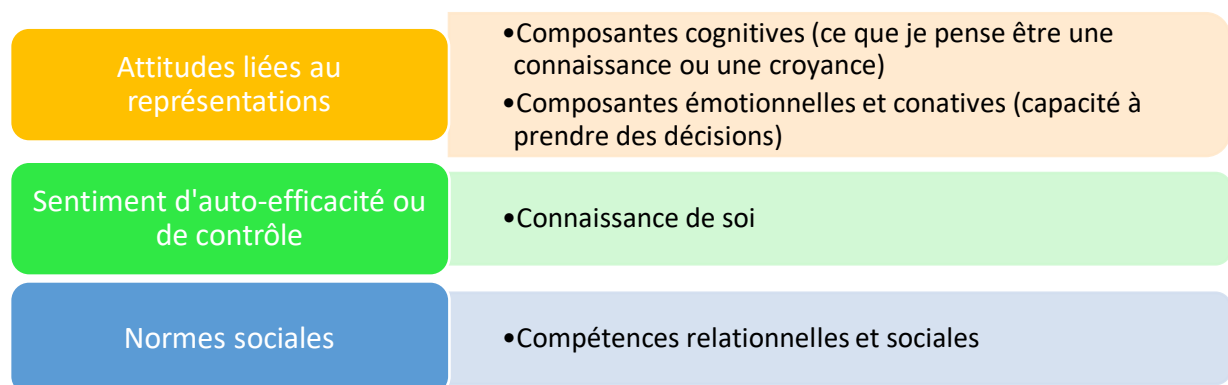 Attitudes liées au
représentations
•Composantes cognitives (ce que je pense être une
connaissance ou une croyance)
•Composantes émotionnelles et conatives (capacité à
prendre des décisions)
Sentiment d'auto-efficacité ou
de contrôle
•Connaissance de soi
Normes sociales
•Compétences relationnelles et sociales